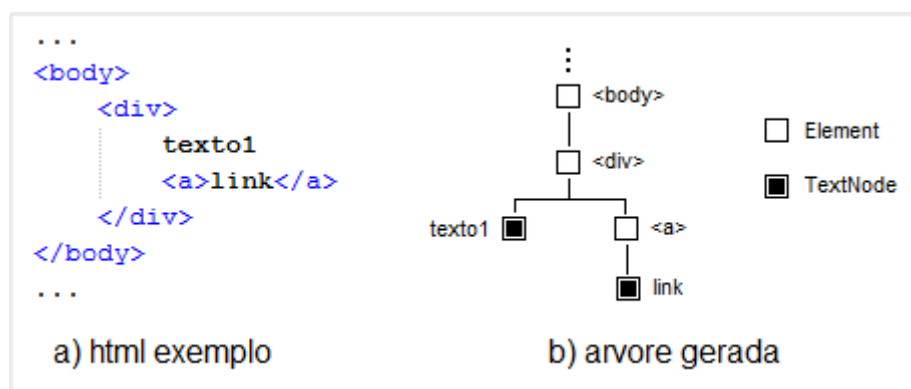 ...
<body>
<div>
texto1
<a>link</a>
</div>
</body>
...
a) html exemplo
<body>
<div>
texto1
<a>
link
Element
TextNode
b) arvore gerada